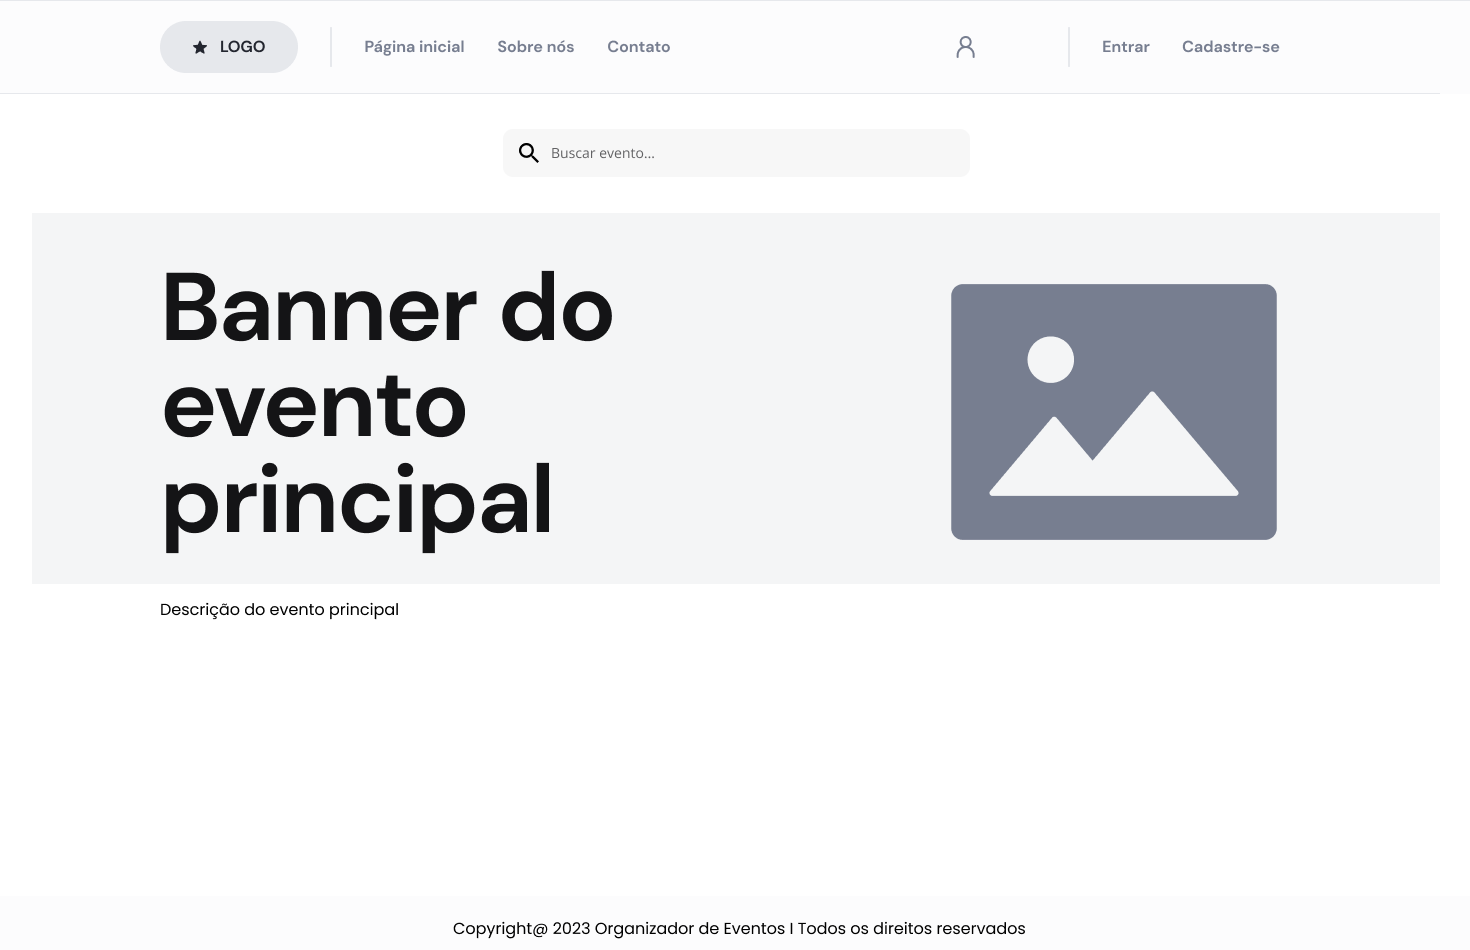 LOGO
Página inicial
Sobre nós
Contato
Entrar
Cadastre-se
Buscar evento...
Banner do
evento
principal
Descrição do evento principal
Copyright@ 2023 Organizador de Eventos I Todos os direitos reservados